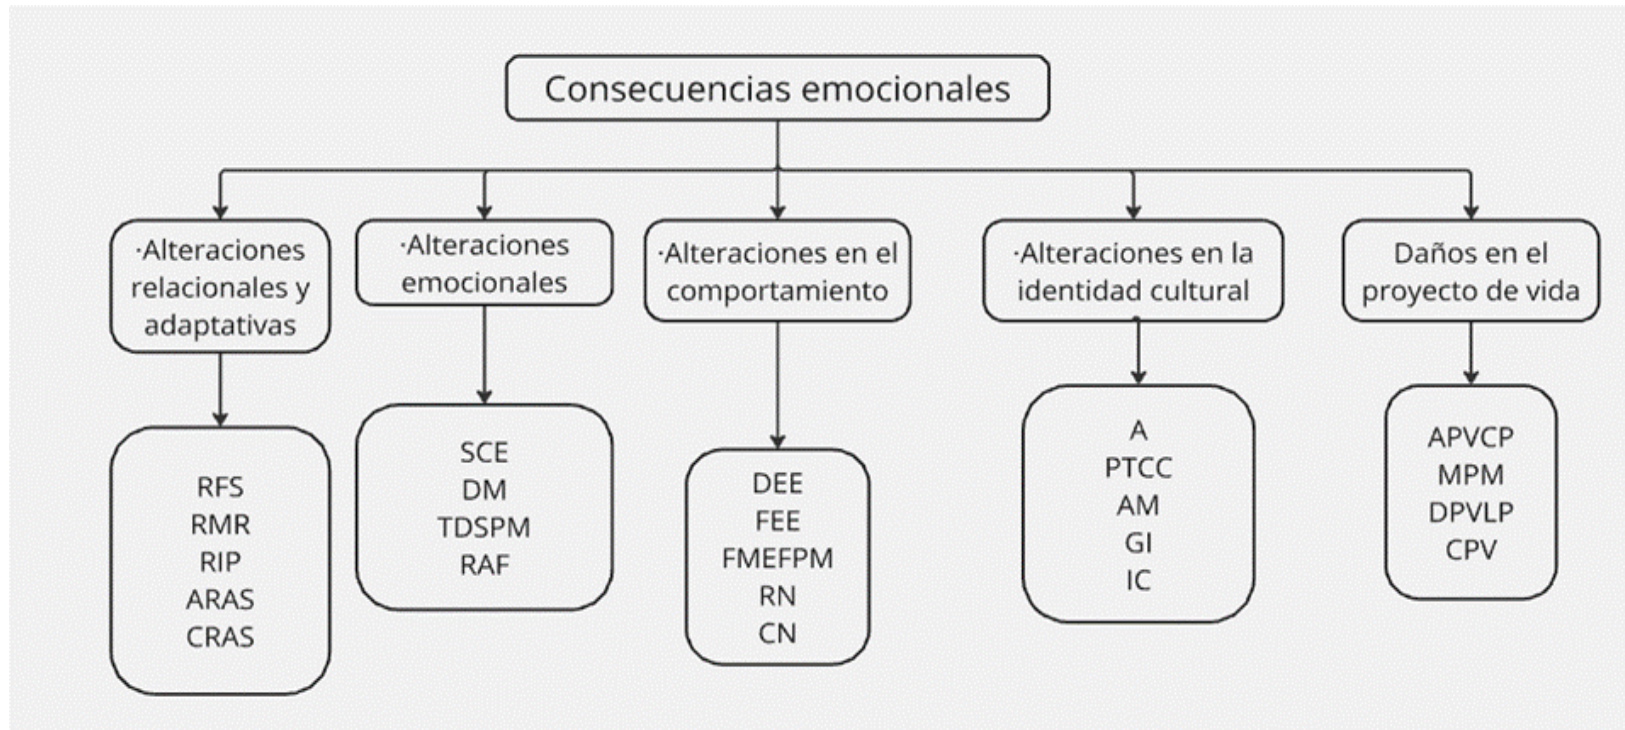 Consecuencias emocionales
·Alteraciones
relacionales y
adaptativas
·Alteraciones
emocionales
·Alteraciones en el
comportamiento
·Alteraciones en la
identidad cultural
Daños en el
proyecto de vida
RFS
RMR
RIP
ARAS
CRAS
SCE
DM
TDSPM
RAF
DEE
FEE
FMEFPM
RN
CN
A
PTCC
AM
GI
IC
APVCP
MPM
DPVLP
CPV